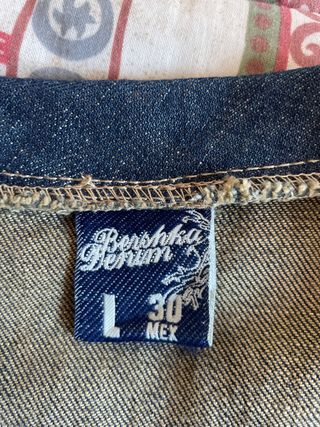 Bershka
Denim
L 30
MEX